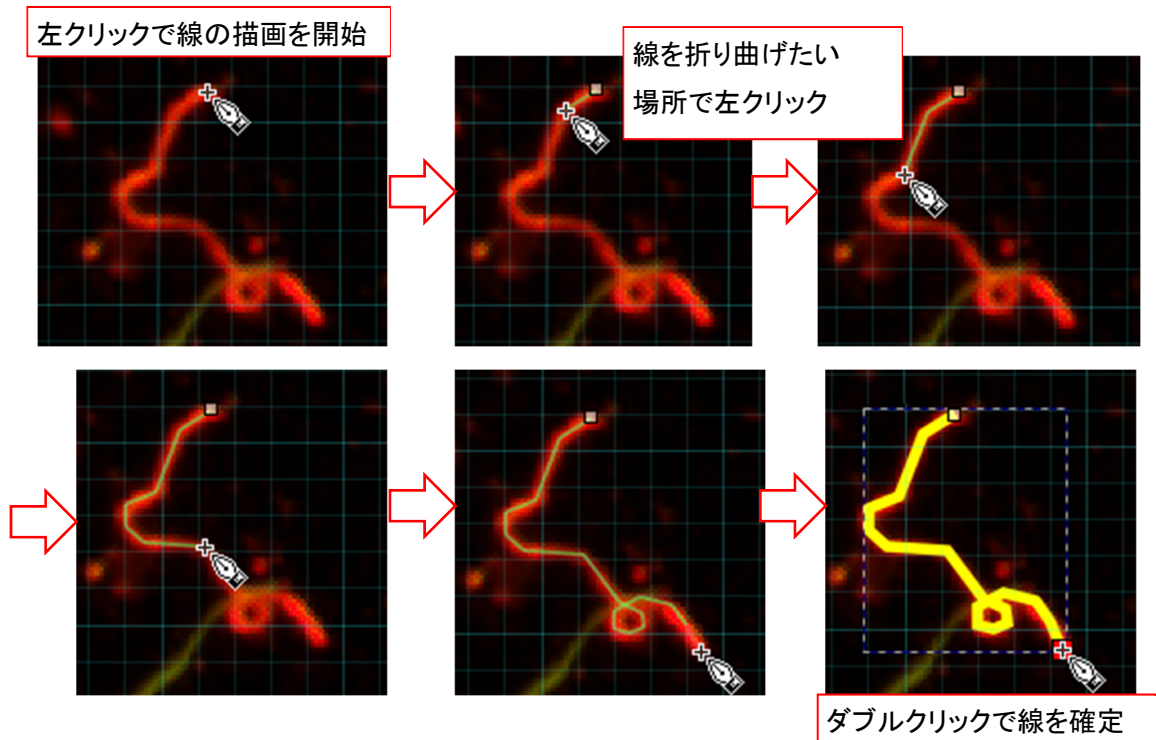 左クリックで線の描画を開始
線を折り曲げたい
場所で左クリック
ダブルクリックで線を確定